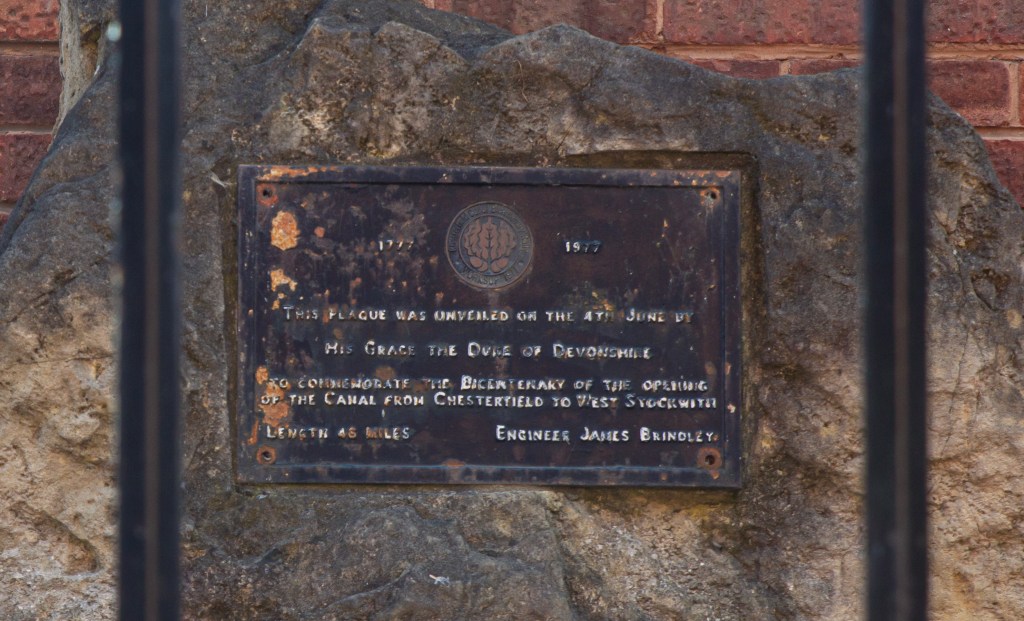 1777 1977
THIS PLAQUE WAS UNVEILED ON THE 4TH JUNE BY
HIS GRACE THE DUKE OF DEVONSHIRE
TO COMMEMORATE THE BICENTENARY OF THE OPENING
OF THE CANAL FROM CHESTERFIELD TO WEST STOCKWITH
LENGTH 46 MILES ENGINEER JAMES BRINDLEY